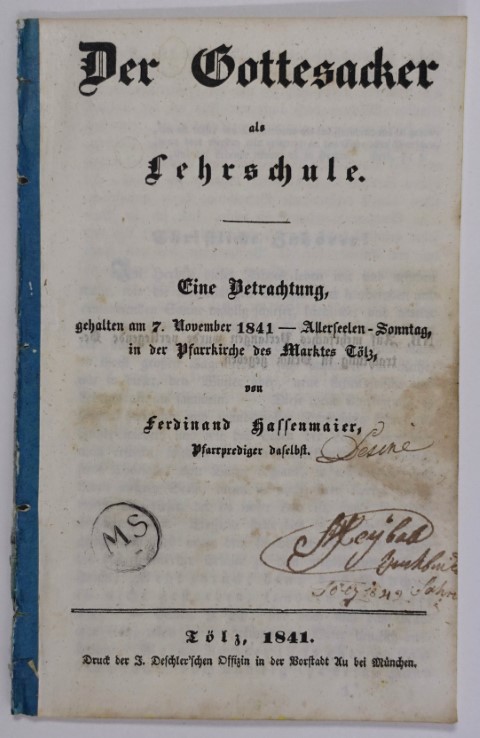 Der Gottesacker
als
Lehrschule.
Eine Betrachtung,
gehalten am 7. November 1841 — Allerseelen-Sonntag,
in der Pfarrkirche des Marktes Tölz,
von
Ferdinand Hassenmaier,
Pfarrprediger daselbst.
MS
Tölz, 1841.
Druck der J. Deschler'schen Offizin in der Vorstadt Au bei München.